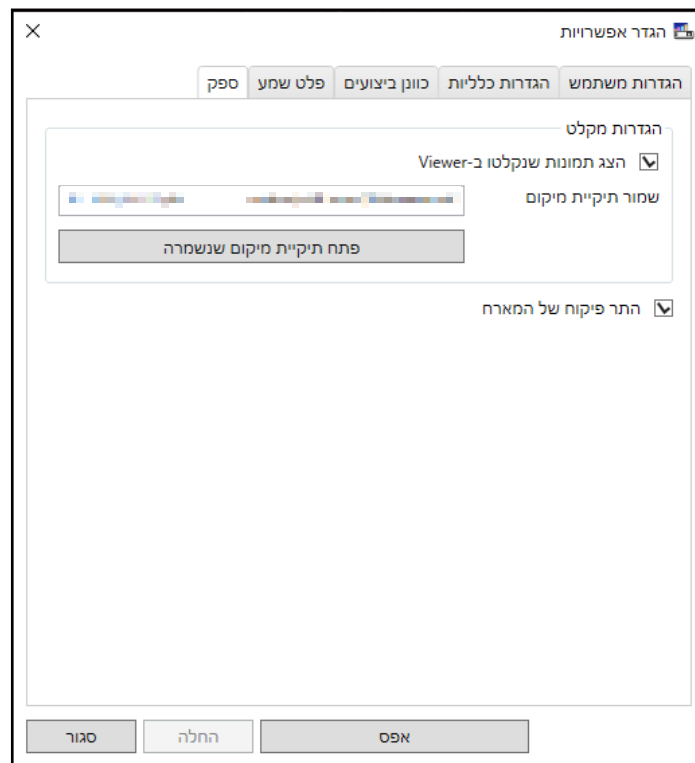 הגדר אפשרויות
הגדרות משתמש הגדרות כלליות כוונן ביצועים פלט שמע ספק
הגדרות מקלט
הצג תמונות שנקלטו ב-Viewer
שמור תיקיית מיקום
פתח תיקיית מיקום שנשמרה
התר פיקוח של המארח
אפס החלה סגור